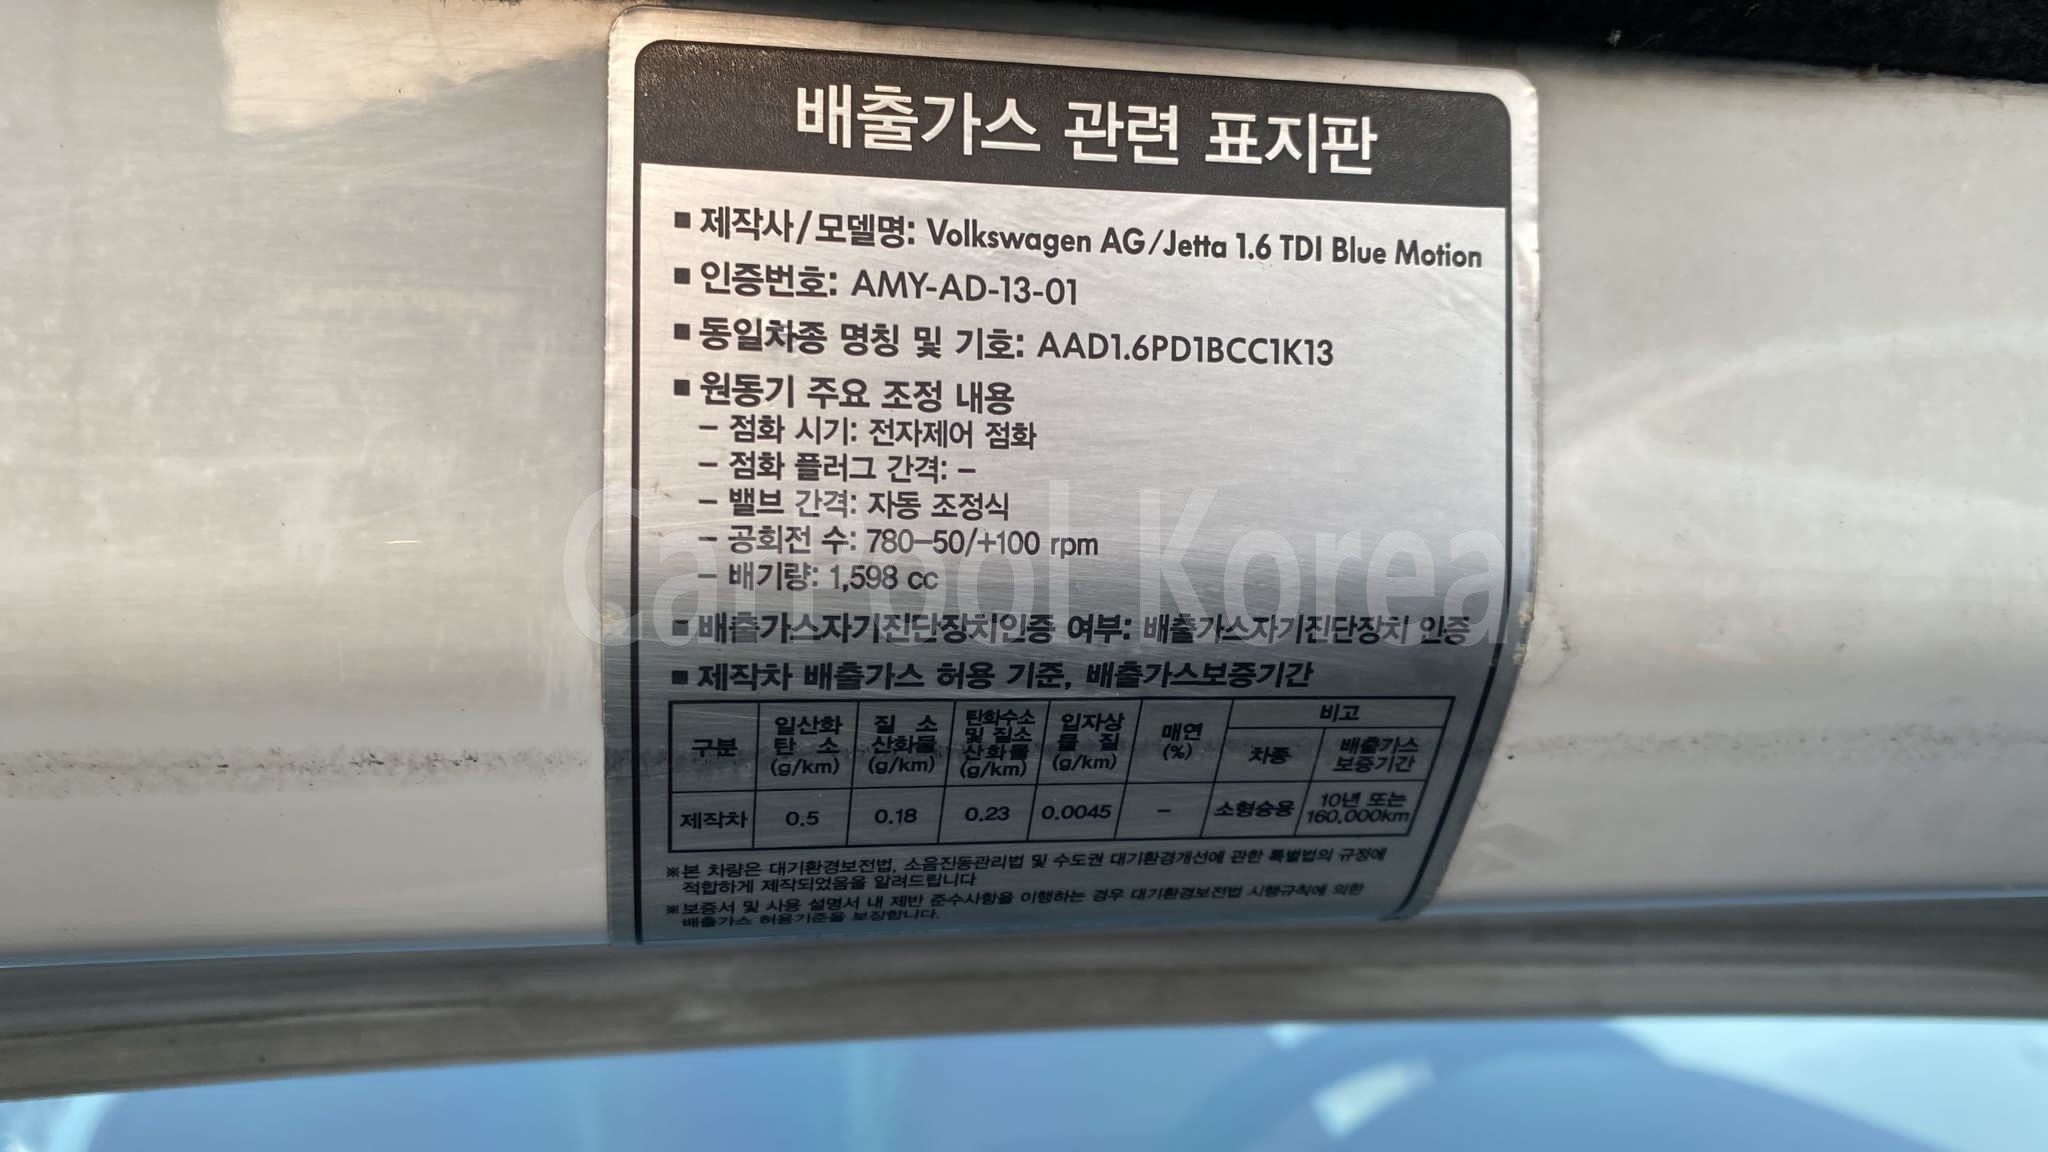 배출가스 관련 표지판
■ 제작사/모델명: Volkswagen AG/Jetta 1.6 TDI Blue Motion
■ 인증번호: AMY-AD-13-01
■ 동일차종 명칭 및 기호: AAD1.6PD1BCC1K13
■ 원동기 주요 조정 내용
– 점화 시기: 전자제어 점화
– 점화 플러그 간격: –
– 밸브 간격: 자동 조정식
– 공회전 수: 780–50/+100 rpm
– 배기량: 1,598 cc
Car Pool Korea
■ 배출가스자기진단장치인증 여부: 배출가스자기진단장치 인증
■ 제작차 배출가스 허용 기준, 배출가스보증기간
구분 일산화탄소 (g/km) 질소산화물 (g/km) 탄화수소 및 질소산화물 (g/km) 입자상물질 (g/km) 매연 (%) 비고
차종 배출가스 보증기간
제작차 0.5 0.18 0.23 0.0045 – 소형승용 10년 또는 160,000km
※본 차량은 대기환경보전법, 소음진동관리법 및 수도권 대기환경개선에 관한 특별법의 규정에
적합하게 제작되었음을 알려드립니다
※보증서 및 사용 설명서 내 제반 준수사항을 이행하는 경우 대기환경보전법 시행규칙에 의한
배출가스 허용기준을 보장합니다.